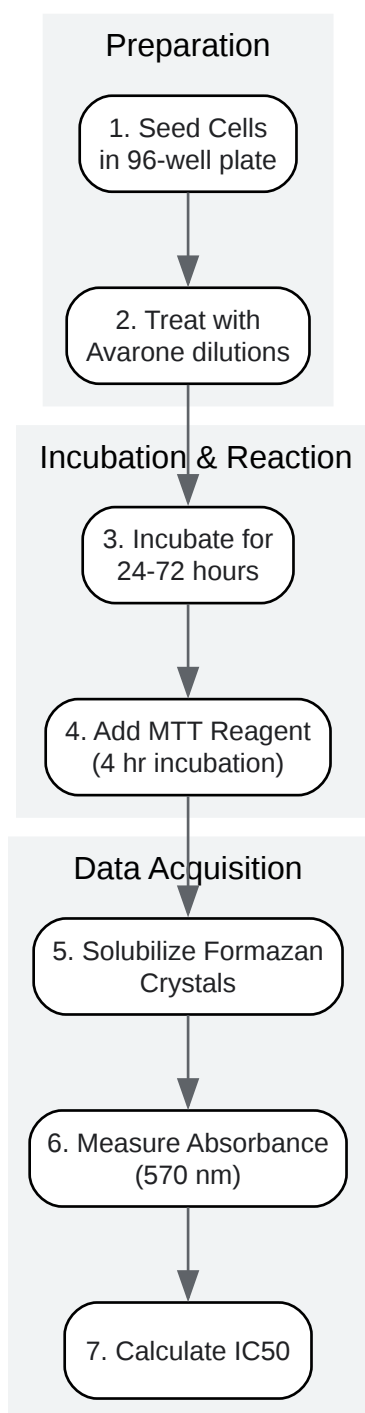 Preparation
1. Seed Cells
in 96-well plate
2. Treat with
Avarone dilutions
Incubation & Reaction
3. Incubate for
24-72 hours
4. Add MTT Reagent
(4 hr incubation)
Data Acquisition
5. Solubilize Formazan
Crystals
6. Measure Absorbance
(570 nm)
7. Calculate IC50